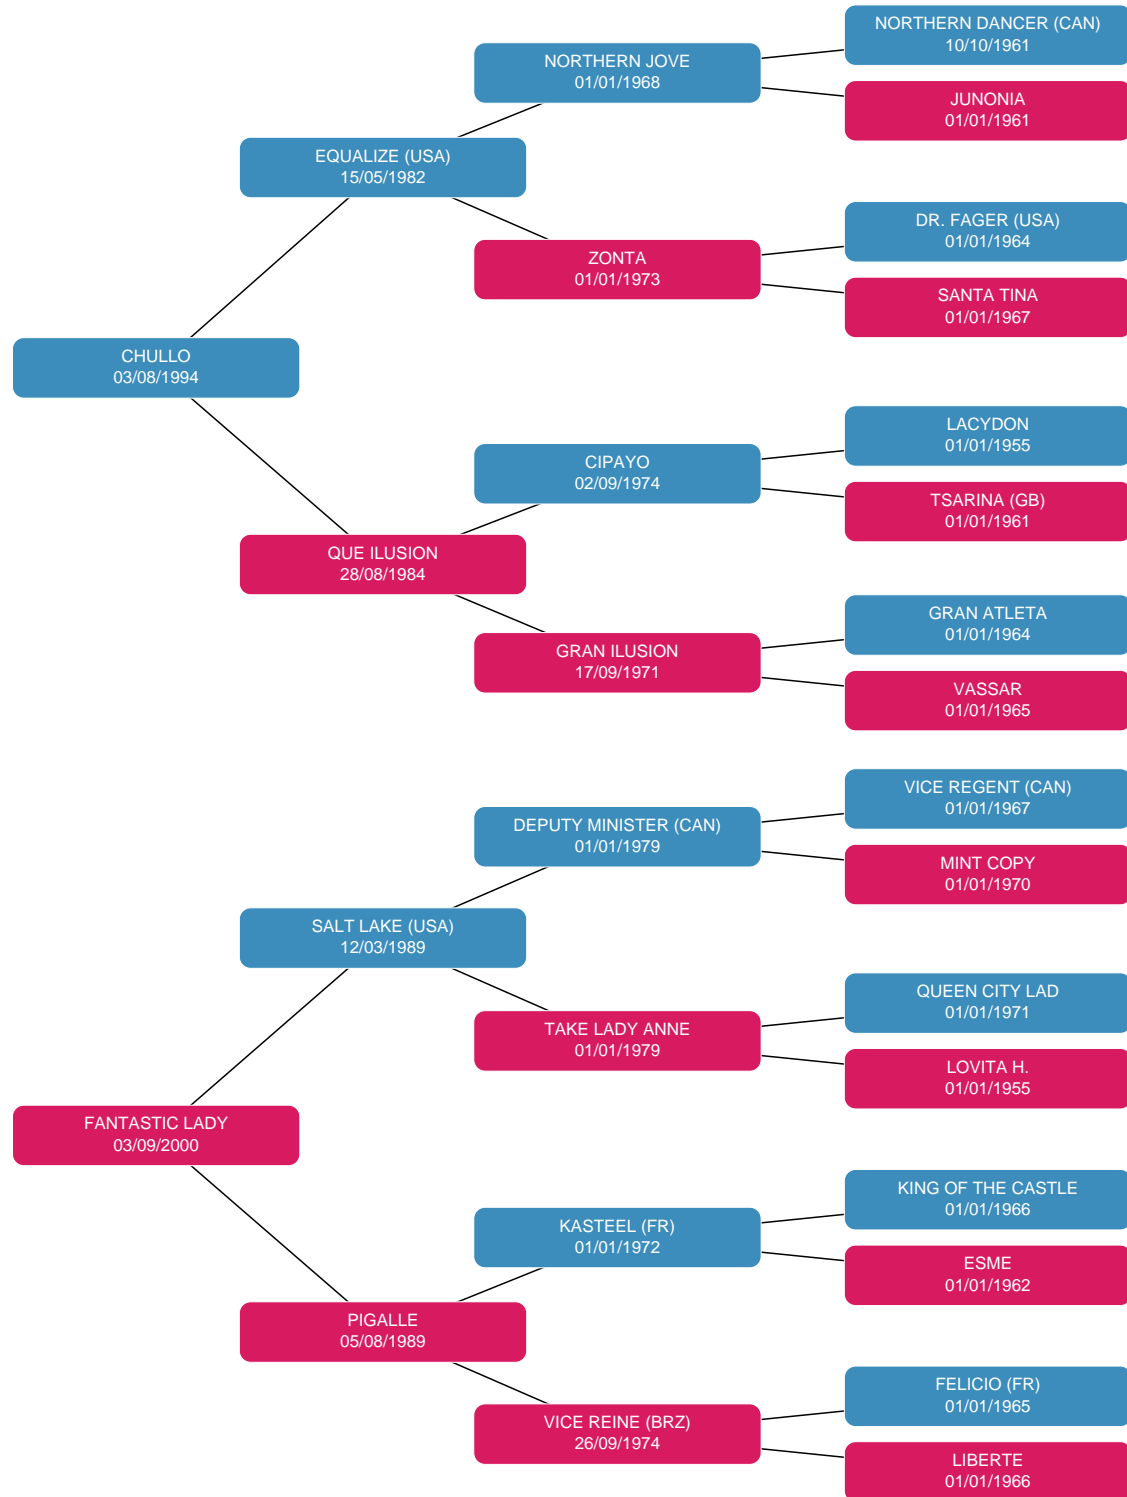 NORTHERN DANCER (CAN)
10/10/1961
NORTHERN JOVE
01/01/1968
JUNONIA
01/01/1961
EQUALIZE (USA)
15/05/1982
DR. FAGER (USA)
01/01/1964
ZONTA
01/01/1973
SANTA TINA
01/01/1967
CHULLO
03/08/1994
LACYDON
01/01/1955
CIPAYO
02/09/1974
TSARINA (GB)
01/01/1961
QUE ILUSION
28/08/1984
GRAN ATLETA
01/01/1964
GRAN ILUSION
17/09/1971
VASSAR
01/01/1965
VICE REGENT (CAN)
01/01/1967
DEPUTY MINISTER (CAN)
01/01/1979
MINT COPY
01/01/1970
SALT LAKE (USA)
12/03/1989
QUEEN CITY LAD
01/01/1971
TAKE LADY ANNE
01/01/1979
LOVITA H.
01/01/1955
FANTASTIC LADY
03/09/2000
KING OF THE CASTLE
01/01/1966
KASTEEL (FR)
01/01/1972
ESME
01/01/1962
PIGALLE
05/08/1989
FELICIO (FR)
01/01/1965
VICE REINE (BRZ)
26/09/1974
LIBERTE
01/01/1966